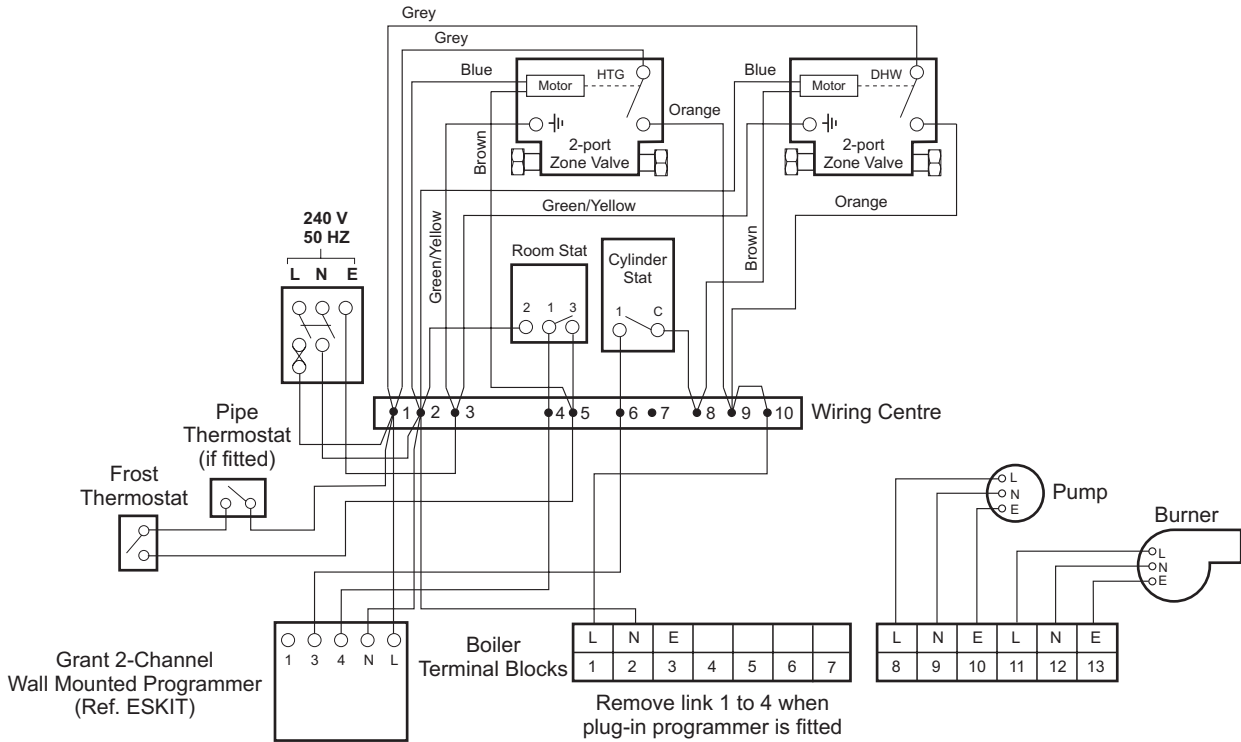 Grey
Grey
Blue
HTG
Motor
Orange
2-port
Zone Valve
Brown
Blue
DHW
Motor
2-port
Zone Valve
Orange
Green/Yellow
Green/Yellow
Brown
240 V
50 HZ
L N E
Room Stat
2 1 3
Cylinder
Stat
1 C
1 2 3 4 5 6 7 8 9 10
Wiring Centre
Pipe
Thermostat
(if fitted)
Frost
Thermostat
L
N
E
Pump
Burner
L
N
E
1 3 4 N L
Grant 2-Channel
Wall Mounted Programmer
(Ref. ESKIT)
Boiler
Terminal Blocks
L N E
1 2 3 4 5 6 7
Remove link 1 to 4 when
plug-in programmer is fitted
L N E L N E
8 9 10 11 12 13